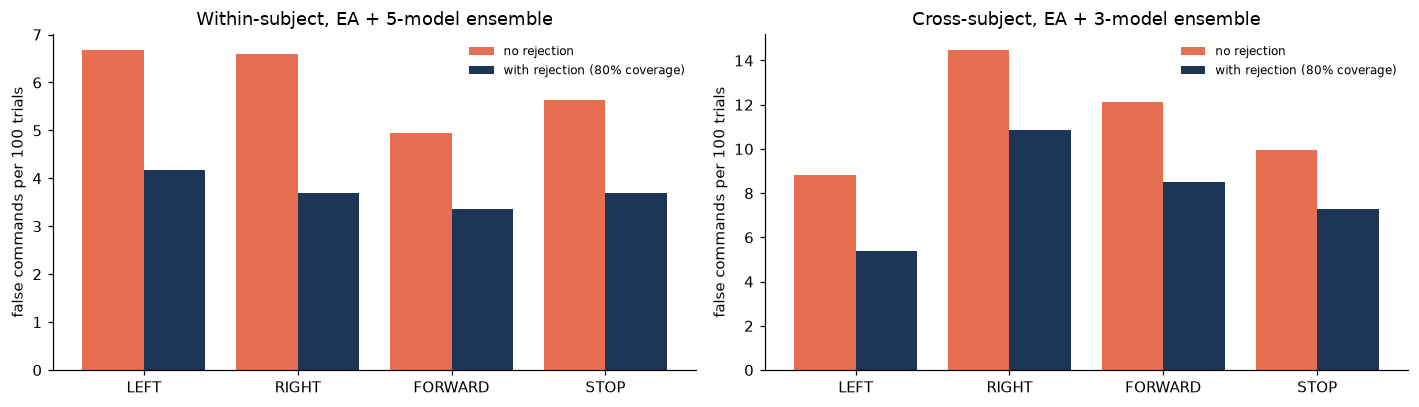 Within-subject, EA + 5-model ensemble
no rejection
with rejection (80% coverage)
false commands per 100 trials
7
6
5
4
3
2
1
0
LEFT
RIGHT
FORWARD
STOP
Cross-subject, EA + 3-model ensemble
no rejection
with rejection (80% coverage)
false commands per 100 trials
14
12
10
8
6
4
2
0
LEFT
RIGHT
FORWARD
STOP